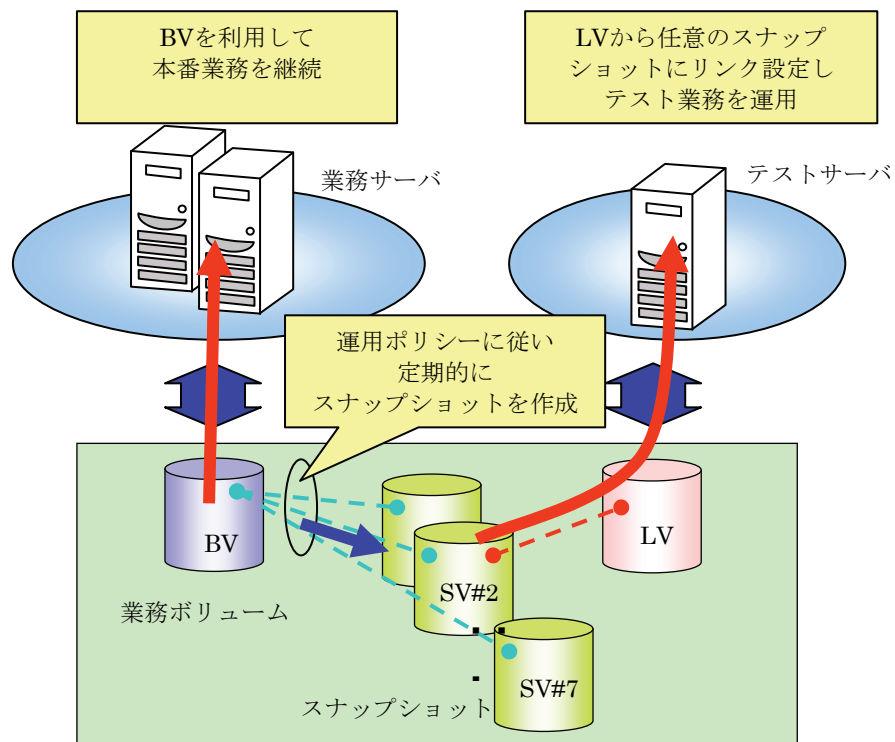 BVを利用して
本番業務を継続
LVから任意のスナップ
ショットにリンク設定し
テスト業務を運用
業務サーバ
テストサーバ
運用ポリシーに従い
定期的に
スナップショットを作成
BV
SV#2
LV
業務ボリューム
SV#7
スナップショット